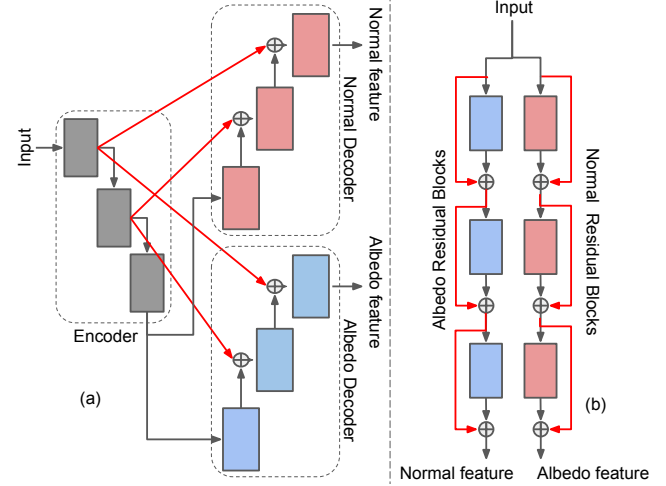 Input
Encoder
(a)
Normal feature
Normal Decoder
Albedo feature
Albedo Decoder
Input
Albedo Residual Blocks
Normal Residual Blocks
(b)
Normal feature
Albedo feature